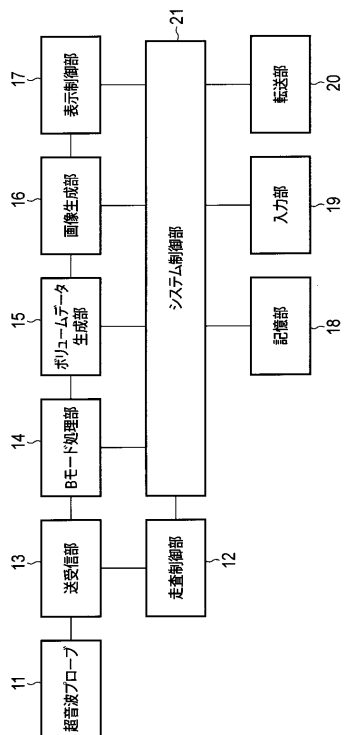 11
超音波プローブ
13
送受信部
14
Bモード処理部
15
ボリュームデータ
生成部
16
画像生成部
17
表示制御部
走査制御部
12
システム制御部
21
記憶部
18
入力部
19
転送部
20